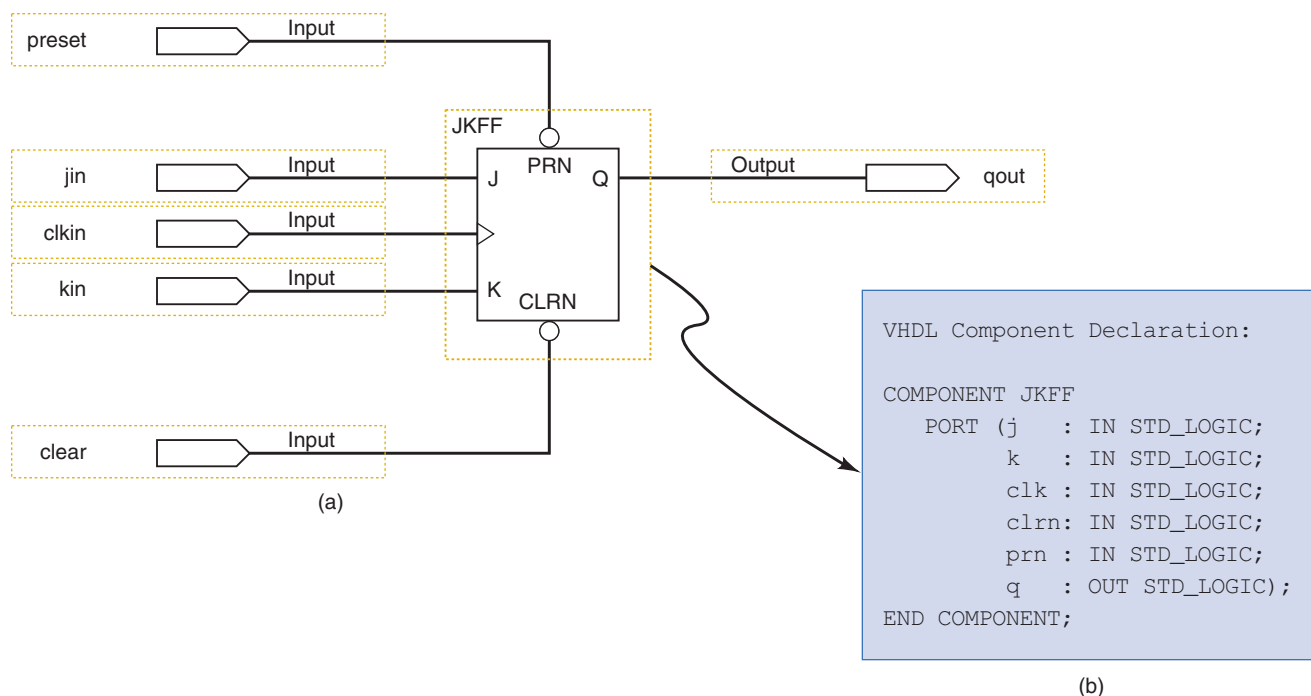 preset Input
JKFF
PRN
jin Input J Q Output qout
clkin Input
kin Input K
CLRN
clear Input
(a)
VHDL Component Declaration:
COMPONENT JKFF
PORT (j : IN STD_LOGIC;
k : IN STD_LOGIC;
clk : IN STD_LOGIC;
clrn: IN STD_LOGIC;
prn : IN STD_LOGIC;
q : OUT STD_LOGIC);
END COMPONENT;
(b)